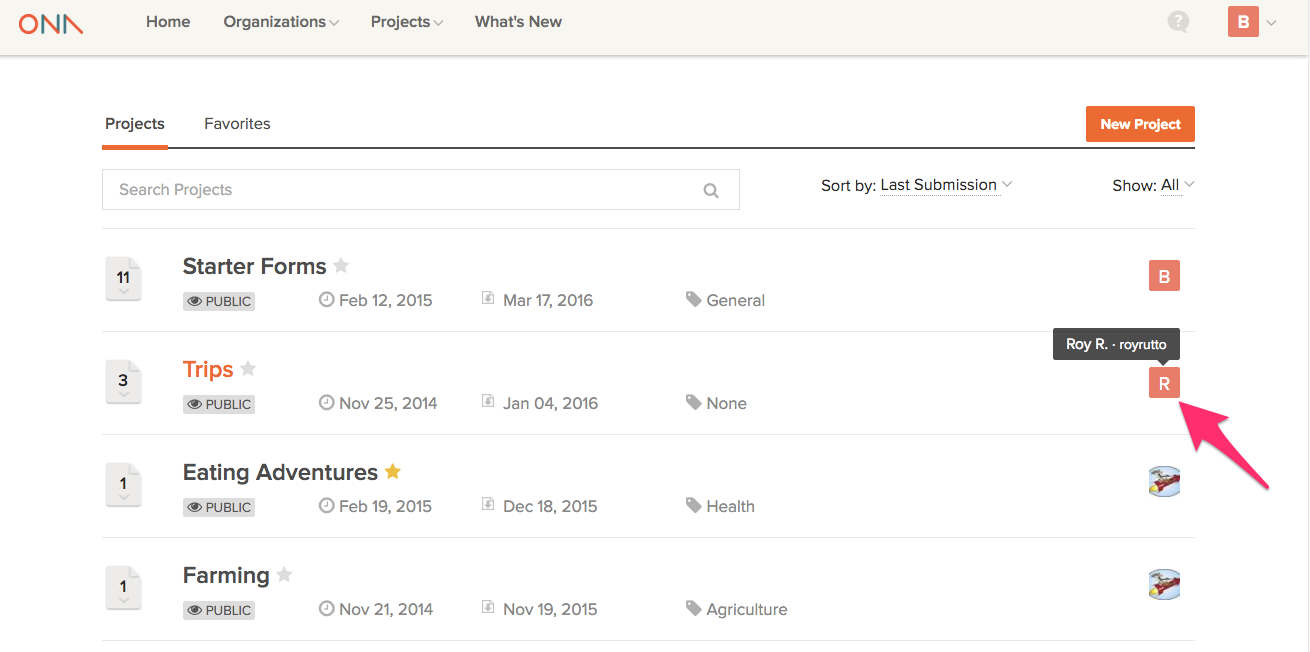 ONA Home Organizations Projects What's New ? B
Projects Favorites New Project
Search Projects Sort by: Last Submission Show: All
11 Starter Forms B
PUBLIC Feb 12, 2015 Mar 17, 2016 General
Roy R. · royrutto
3 Trips R
PUBLIC Nov 25, 2014 Jan 04, 2016 None
1 Eating Adventures
PUBLIC Feb 19, 2015 Dec 18, 2015 Health
1 Farming
PUBLIC Nov 21, 2014 Nov 19, 2015 Agriculture